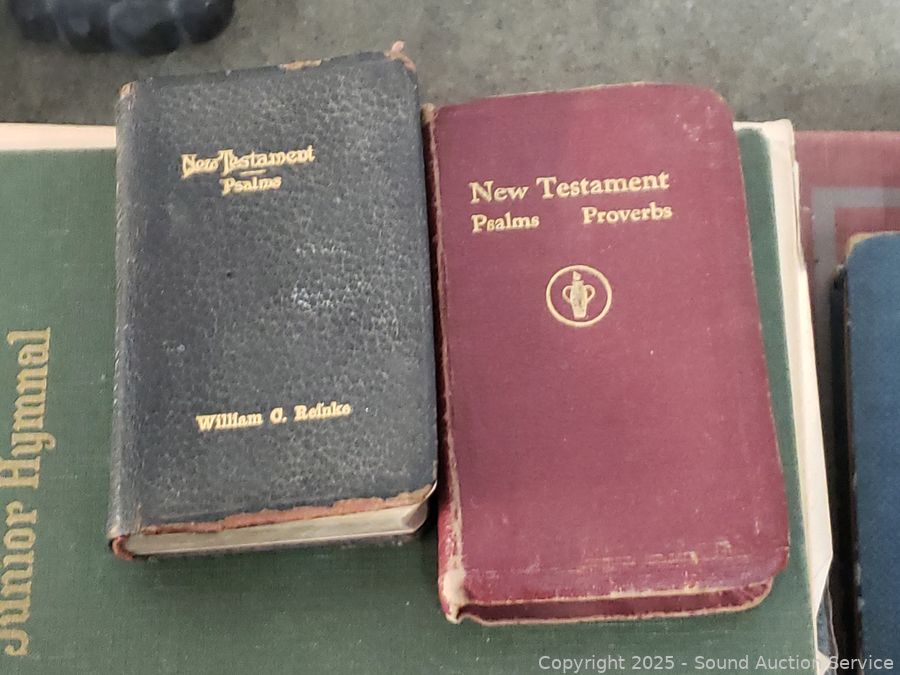 New Testament
Psalms
William C. Reinke
New Testament
Psalms Proverbs
Junior Hymnal
Copyright 2025 - Sound Auction Service